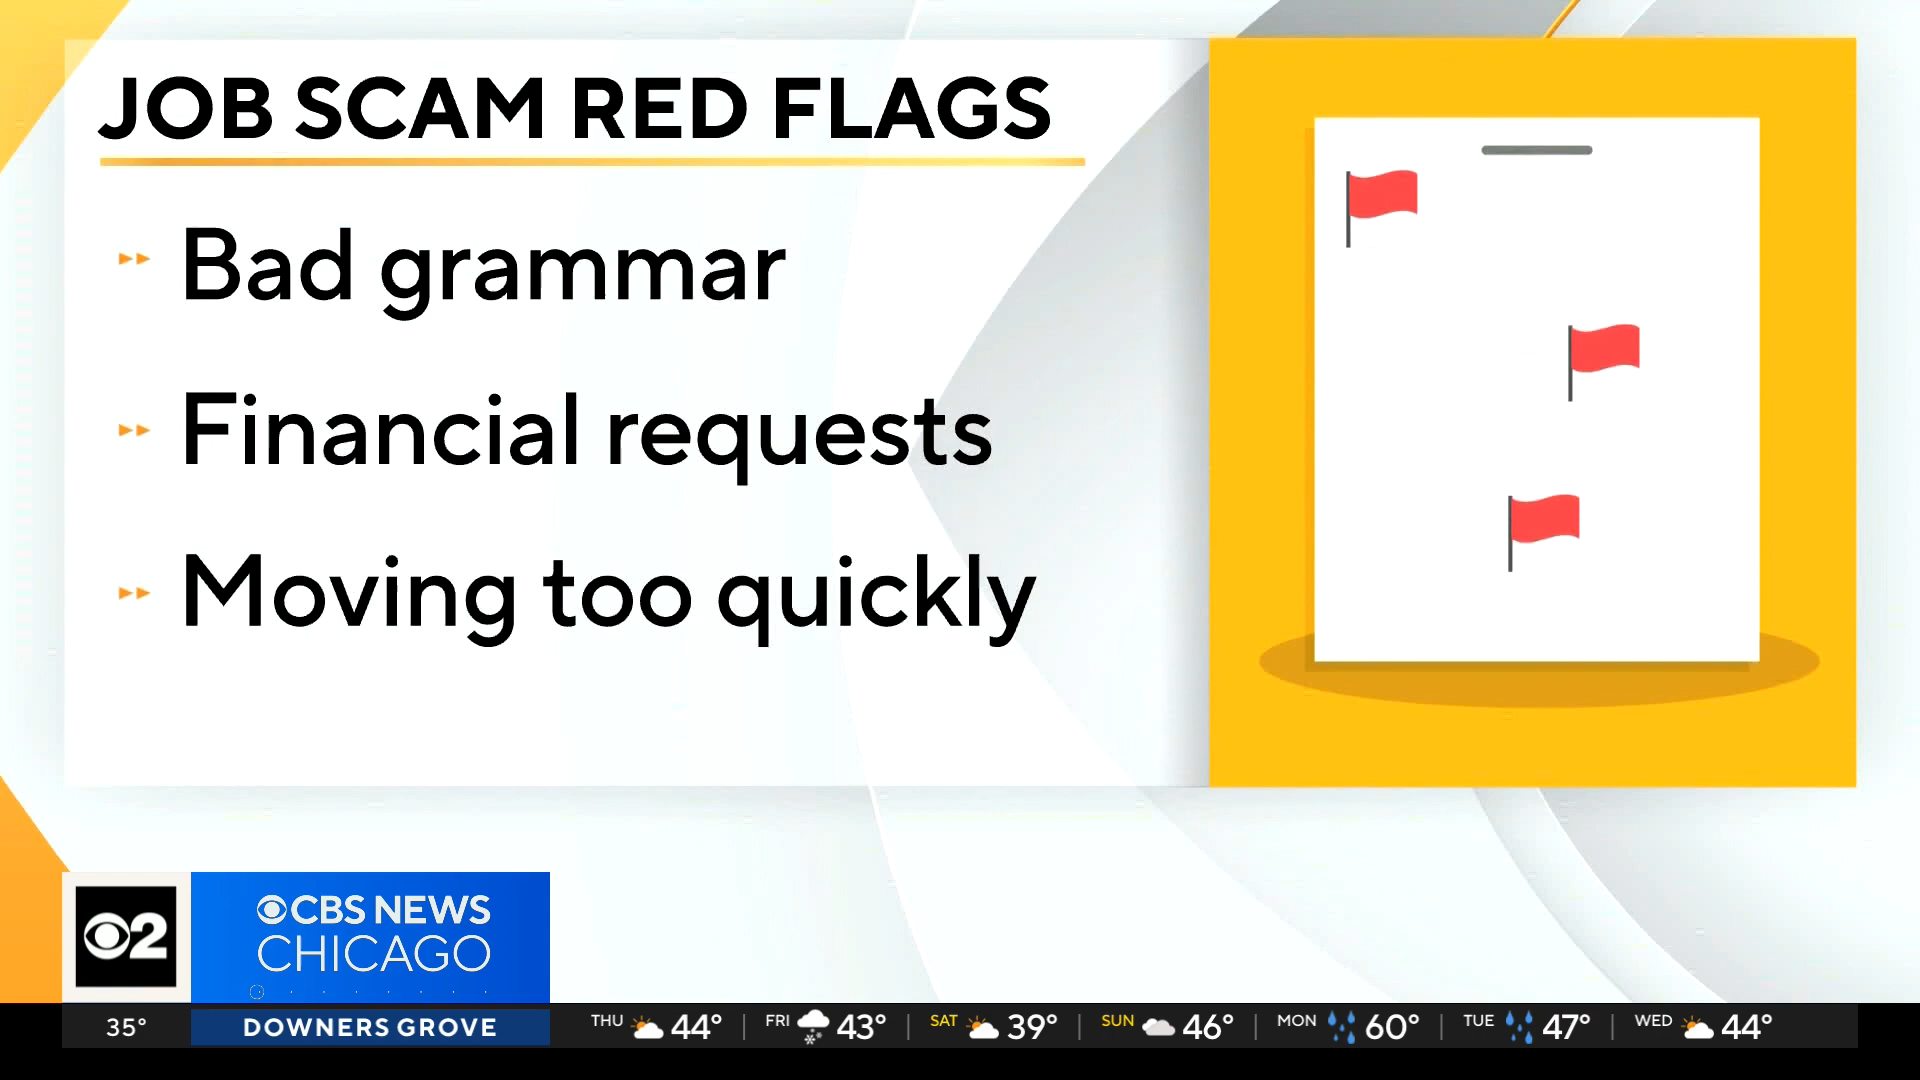 JOB SCAM RED FLAGS
Bad grammar
Financial requests
Moving too quickly
2
CBS NEWS
CHICAGO
35° DOWNERS GROVE THU 44° FRI 43° SAT 39° SUN 46° MON 60° TUE 47° WED 44°